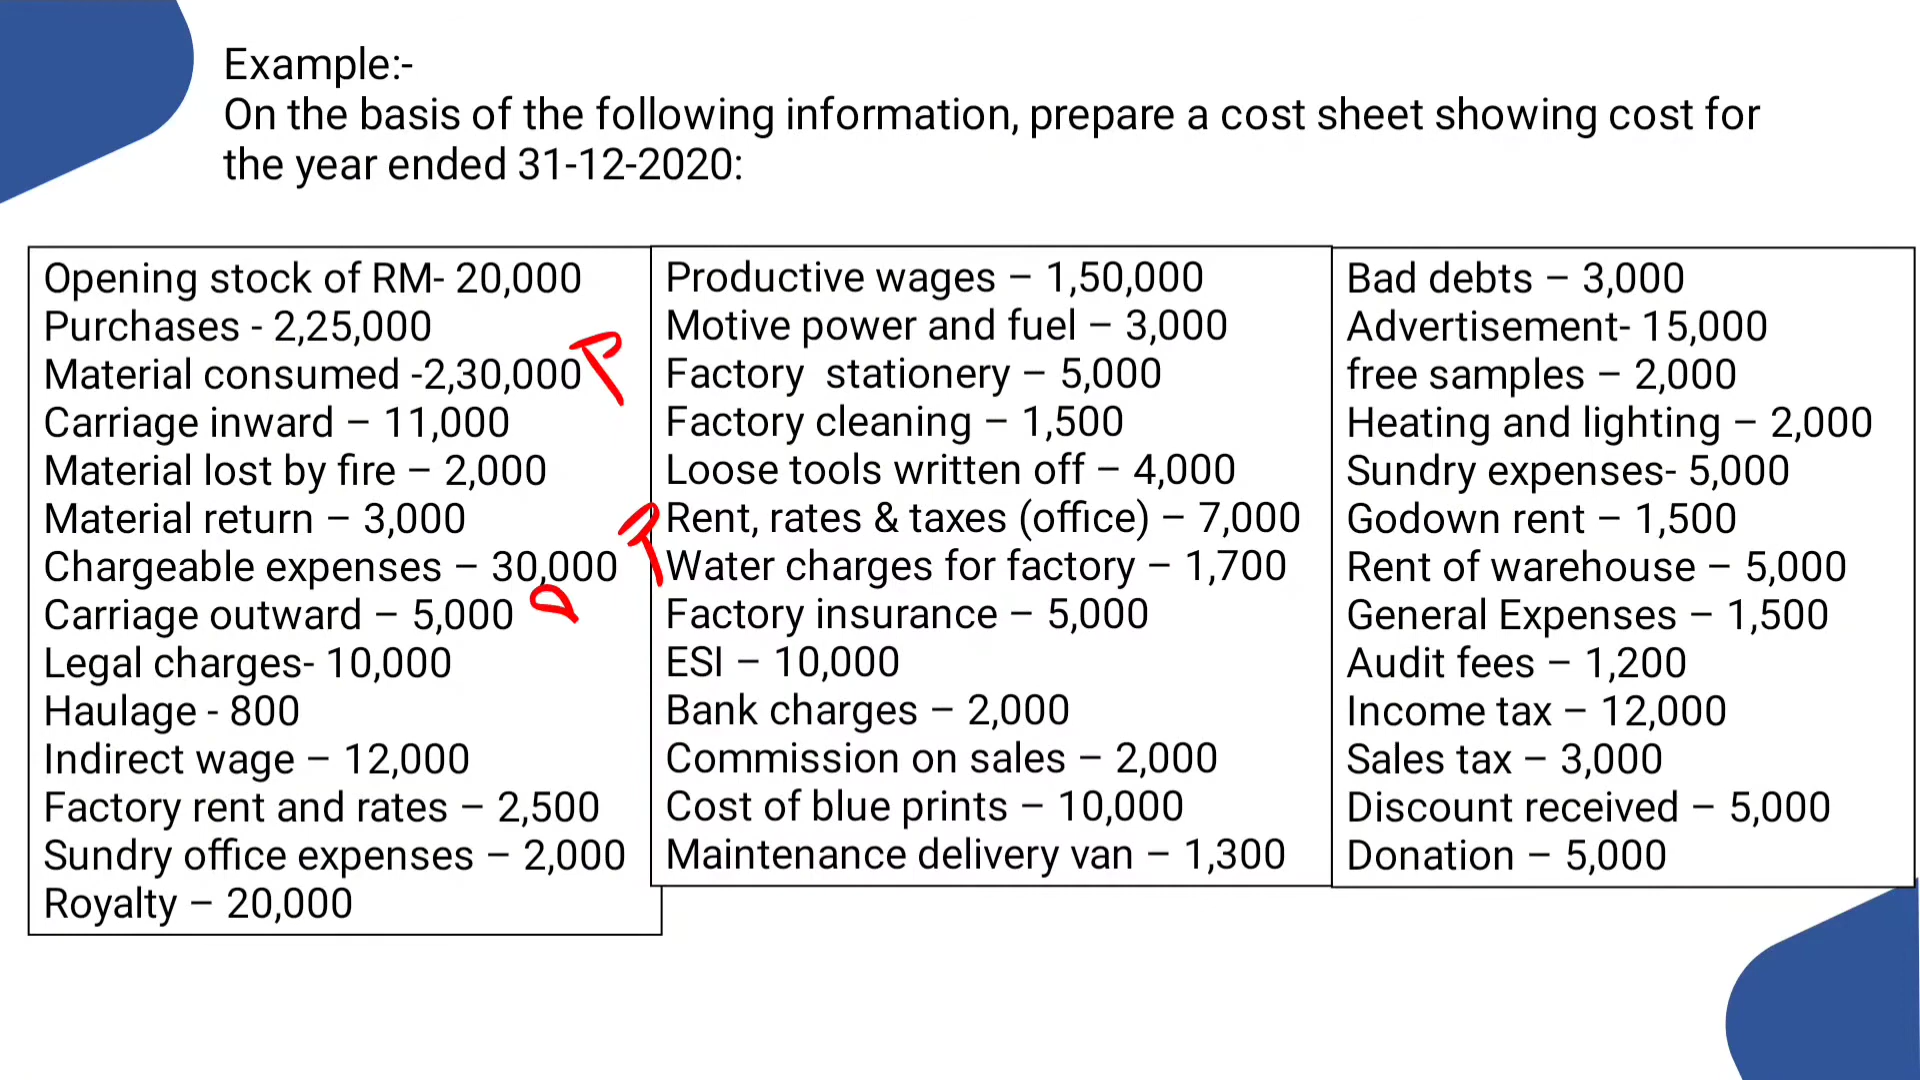 Example:-
On the basis of the following information, prepare a cost sheet showing cost for
the year ended 31-12-2020:
Opening stock of RM- 20,000
Purchases - 2,25,000
Material consumed -2,30,000
Carriage inward – 11,000
Material lost by fire – 2,000
Material return – 3,000
Chargeable expenses – 30,000
Carriage outward – 5,000
Legal charges- 10,000
Haulage - 800
Indirect wage – 12,000
Factory rent and rates – 2,500
Sundry office expenses – 2,000
Royalty – 20,000
Productive wages – 1,50,000
Motive power and fuel – 3,000
Factory  stationery – 5,000
Factory cleaning – 1,500
Loose tools written off – 4,000
Rent, rates & taxes (office) – 7,000
Water charges for factory – 1,700
Factory insurance – 5,000
ESI – 10,000
Bank charges – 2,000
Commission on sales – 2,000
Cost of blue prints – 10,000
Maintenance delivery van – 1,300
Bad debts – 3,000
Advertisement- 15,000
free samples – 2,000
Heating and lighting – 2,000
Sundry expenses- 5,000
Godown rent – 1,500
Rent of warehouse – 5,000
General Expenses – 1,500
Audit fees – 1,200
Income tax – 12,000
Sales tax – 3,000
Discount received – 5,000
Donation – 5,000